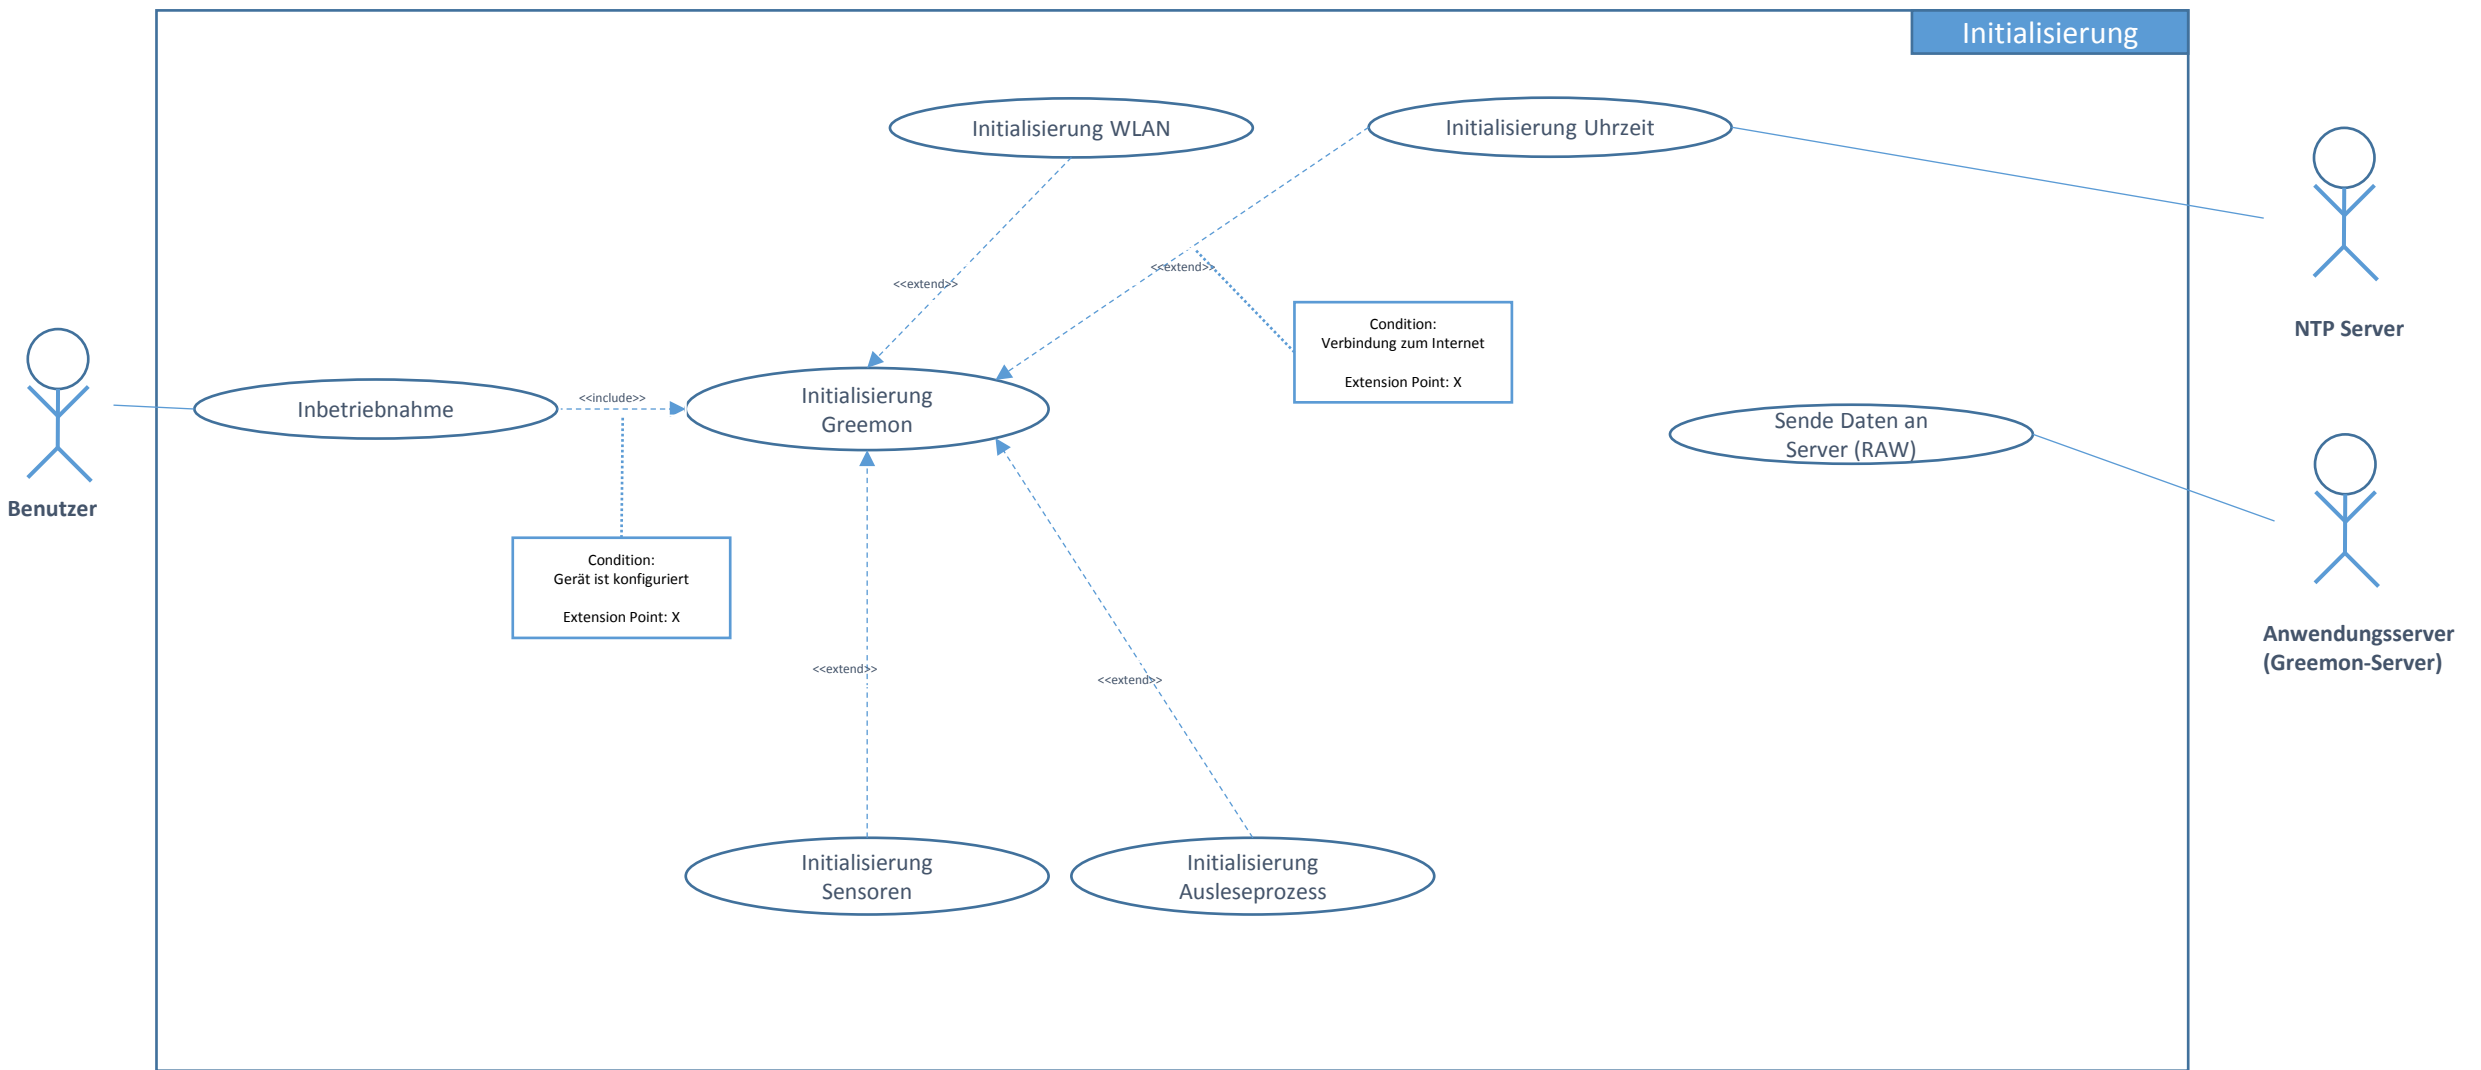 Initialisierung
Initialisierung WLAN
Initialisierung Uhrzeit
<<extend>>
<<extend>>
Condition:
Verbindung zum Internet
Extension Point: X
NTP Server
Inbetriebnahme
<<include>>
Initialisierung
Greemon
Sende Daten an
Server (RAW)
Benutzer
Condition:
Gerät ist konfiguriert
Extension Point: X
Anwendungsserver
(Greemon-Server)
<<extend>>
<<extend>>
Initialisierung
Sensoren
Initialisierung
Ausleseprozess